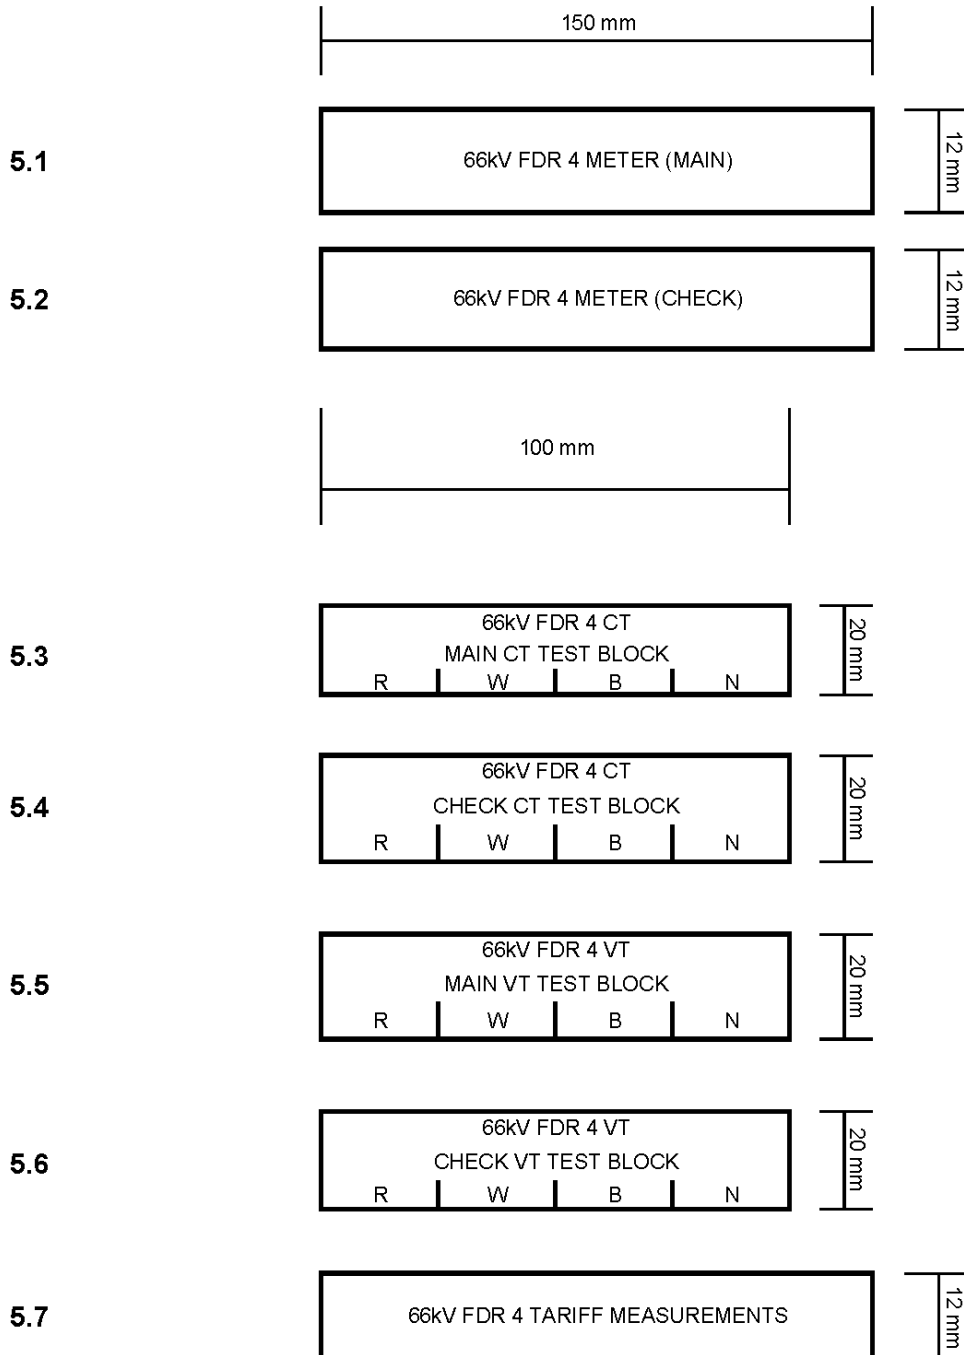 150 mm
5.1
66kV FDR 4 METER (MAIN)
12 mm
5.2
66kV FDR 4 METER (CHECK)
12 mm
100 mm
5.3
66kV FDR 4 CT
MAIN CT TEST BLOCK
R W B N
20 mm
5.4
66kV FDR 4 CT
CHECK CT TEST BLOCK
R W B N
20 mm
5.5
66kV FDR 4 VT
MAIN VT TEST BLOCK
R W B N
20 mm
5.6
66kV FDR 4 VT
CHECK VT TEST BLOCK
R W B N
20 mm
5.7
66kV FDR 4 TARIFF MEASUREMENTS
12 mm